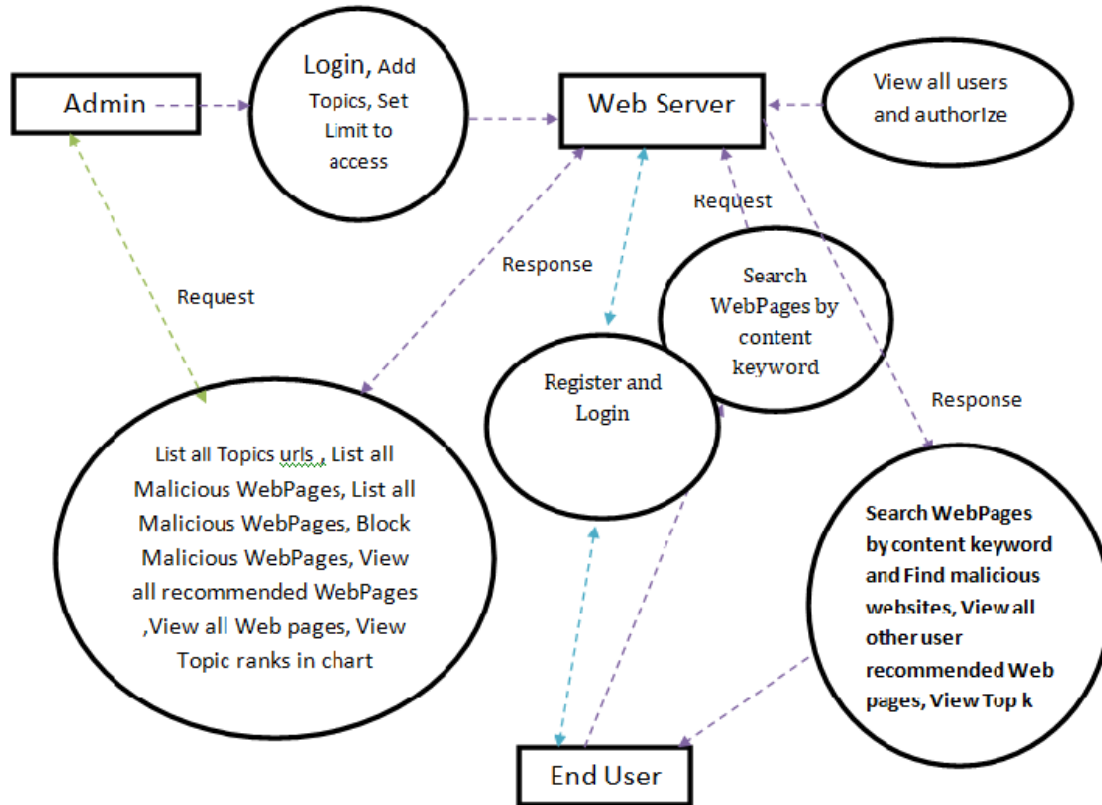 Admin
Login, Add
Topics, Set
Limit to
access
Web Server
View all users
and authorize
Request
Response
Request
Search
WebPages by
content
keyword
Register and
Login
Response
List all Topics urls , List all
Malicious WebPages, List all
Malicious WebPages, Block
Malicious WebPages, View
all recommended WebPages
,View all Web pages, View
Topic ranks in chart
Search WebPages
by content keyword
and Find malicious
websites, View all
other user
recommended Web
pages, View Top k
End User